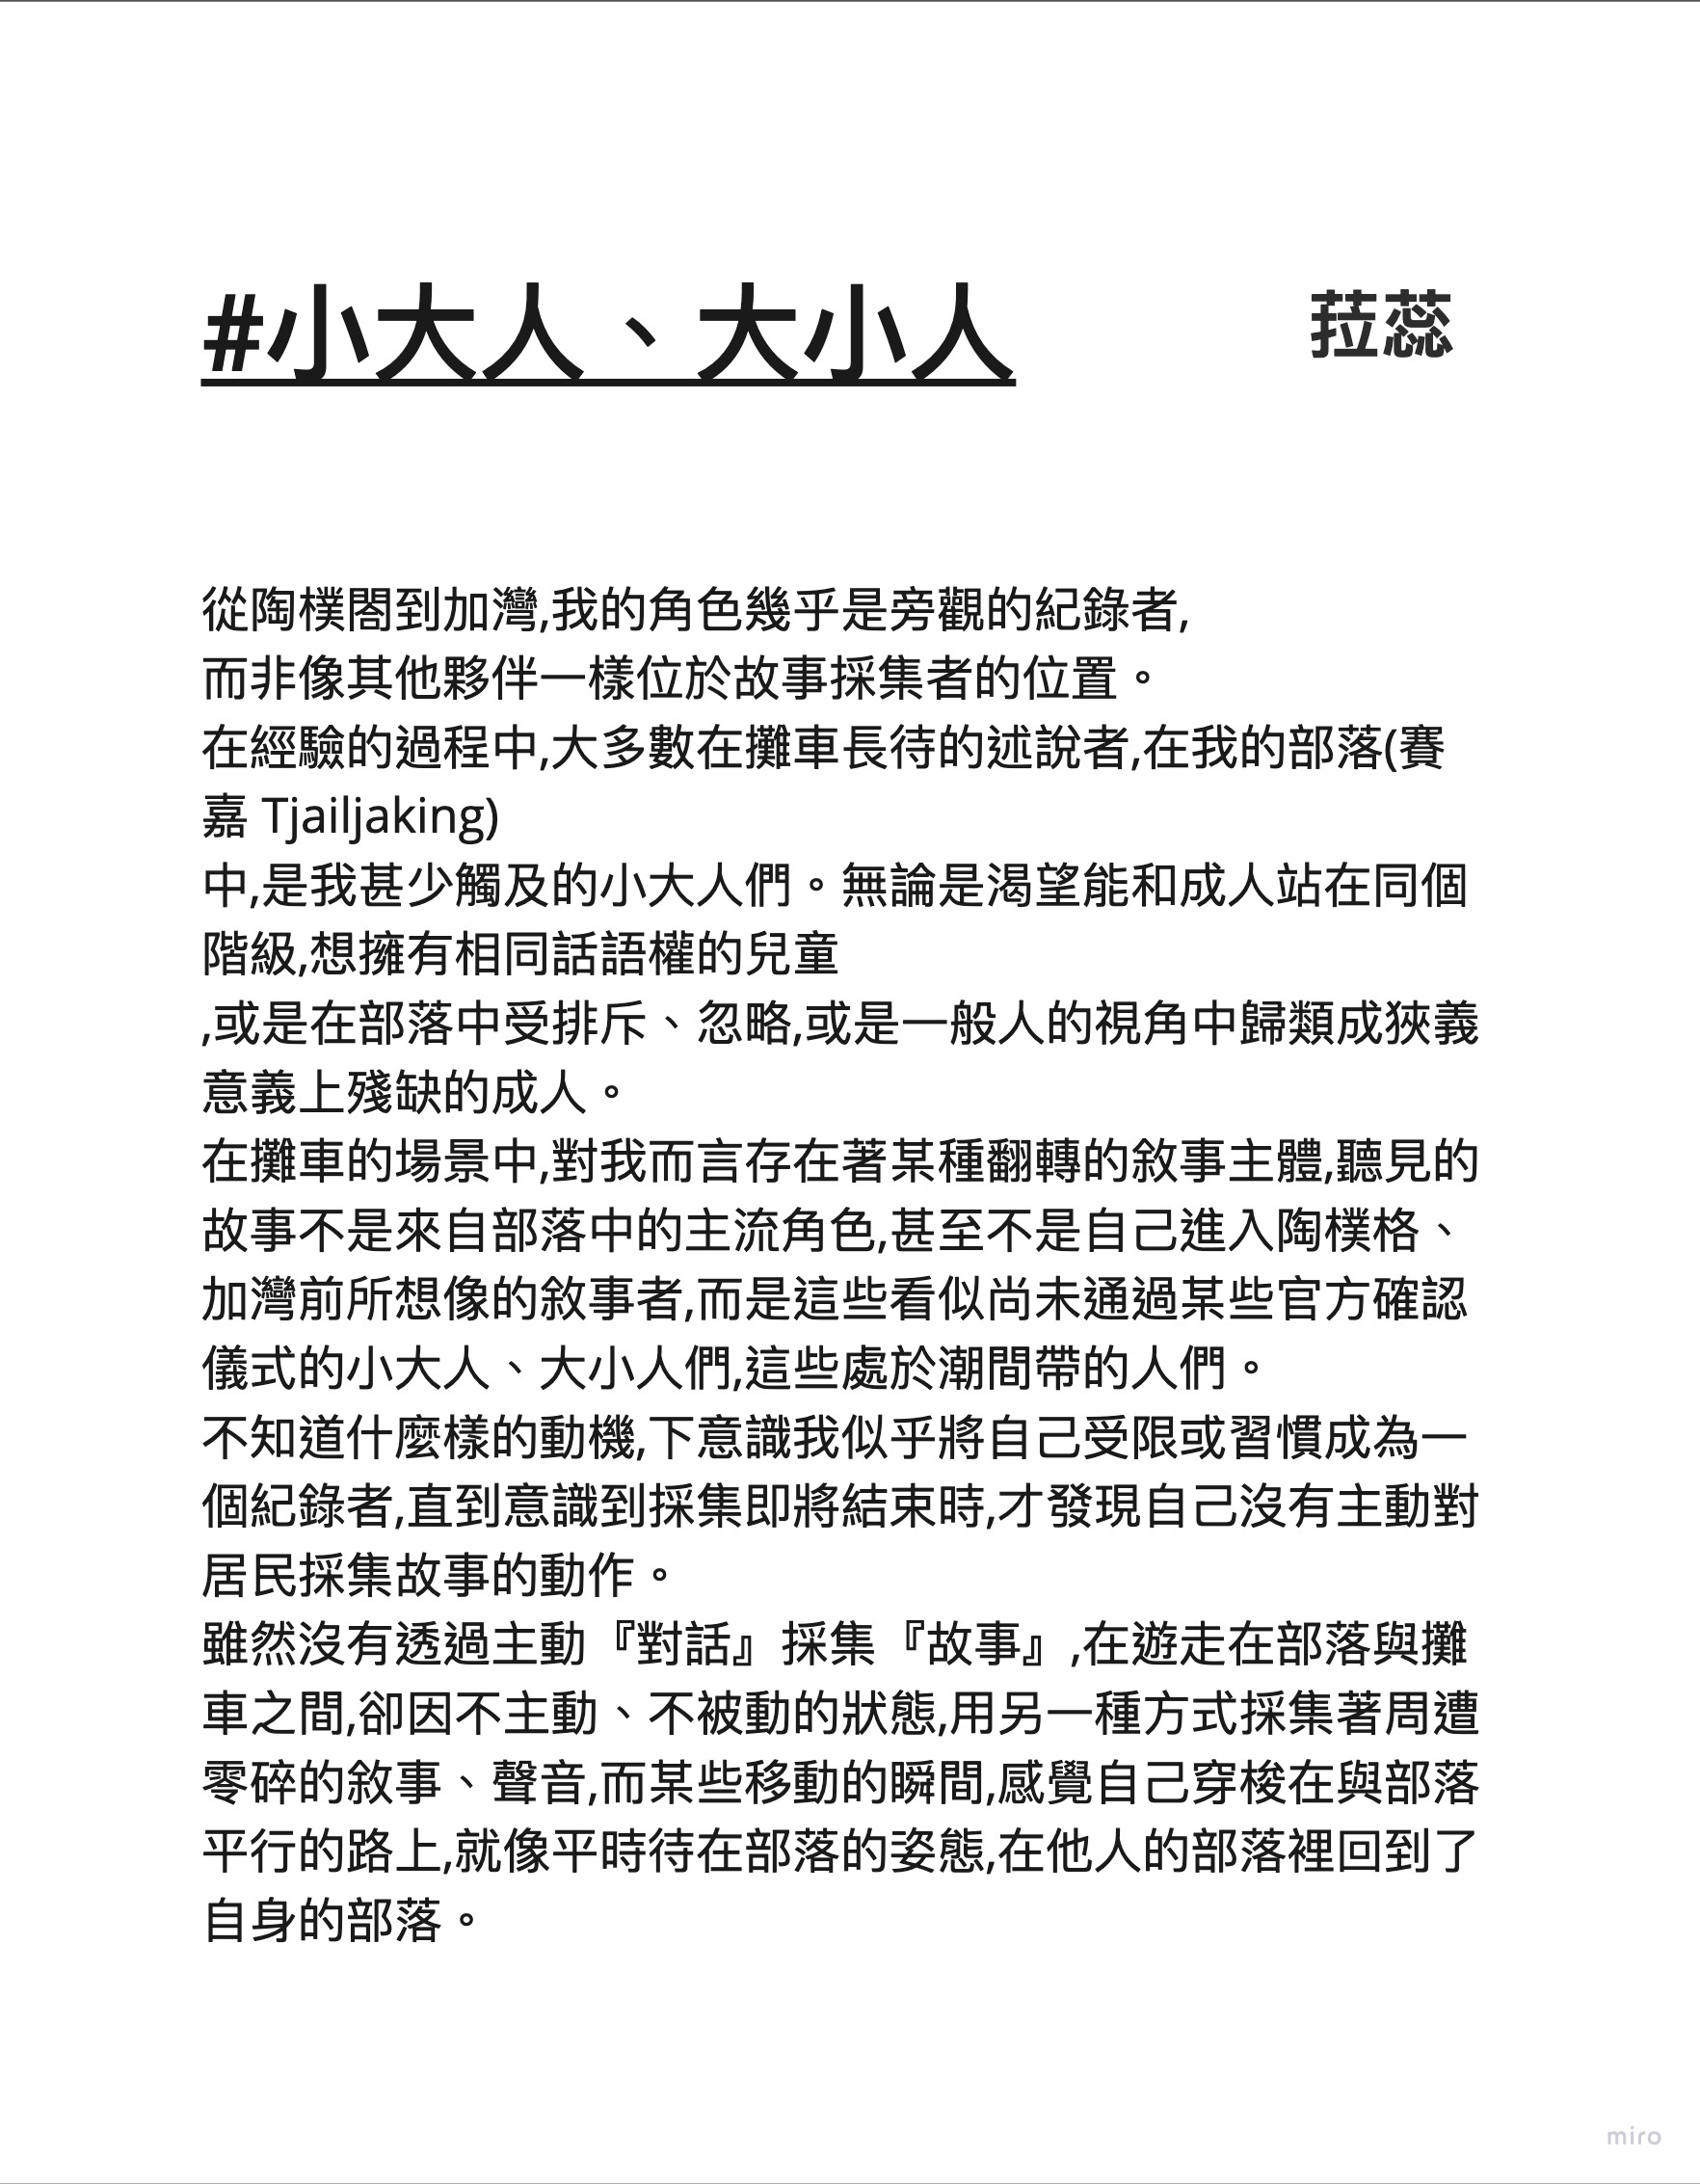 #小大人、大小人
菈蕊
從陶樸閣到加灣,我的角色幾乎是旁觀的紀錄者,
而非像其他夥伴一樣位於故事採集者的位置。
在經驗的過程中,大多數在攤車長待的述說者,在我的部落(賽
嘉 Tjailjaking)
中,是我甚少觸及的小大人們。無論是渴望能和成人站在同個
階級,想擁有相同話語權的兒童
,或是在部落中受排斥、忽略,或是一般人的視角中歸類成狹義
意義上殘缺的成人。
在攤車的場景中,對我而言存在著某種翻轉的敘事主體,聽見的
故事不是來自部落中的主流角色,甚至不是自己進入陶樸格、
加灣前所想像的敘事者,而是這些看似尚未通過某些官方確認
儀式的小大人、大小人們,這些處於潮間帶的人們。
不知道什麼樣的動機,下意識我似乎將自己受限或習慣成為一
個紀錄者,直到意識到採集即將結束時,才發現自己沒有主動對
居民採集故事的動作。
雖然沒有透過主動『對話』採集『故事』,在遊走在部落與攤
車之間,卻因不主動、不被動的狀態,用另一種方式採集著周遭
零碎的敘事、聲音,而某些移動的瞬間,感覺自己穿梭在與部落
平行的路上,就像平時待在部落的姿態,在他人的部落裡回到了
自身的部落。
miro